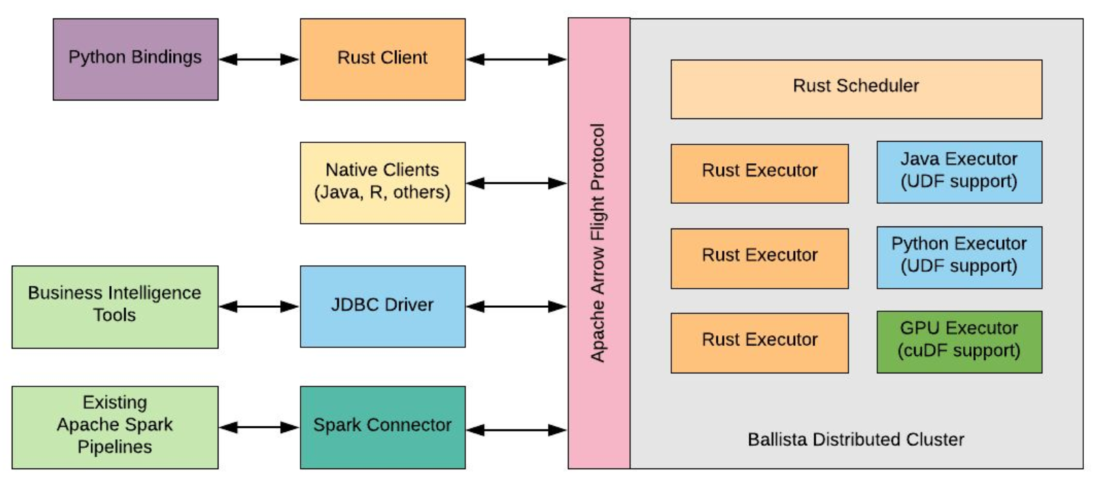 Python Bindings
Rust Client
Native Clients
(Java, R, others)
Business Intelligence
Tools
JDBC Driver
Existing
Apache Spark
Pipelines
Spark Connector
Apache Arrow Flight Protocol
Rust Scheduler
Rust Executor
Java Executor
(UDF support)
Rust Executor
Python Executor
(UDF support)
Rust Executor
GPU Executor
(cuDF support)
Ballista Distributed Cluster